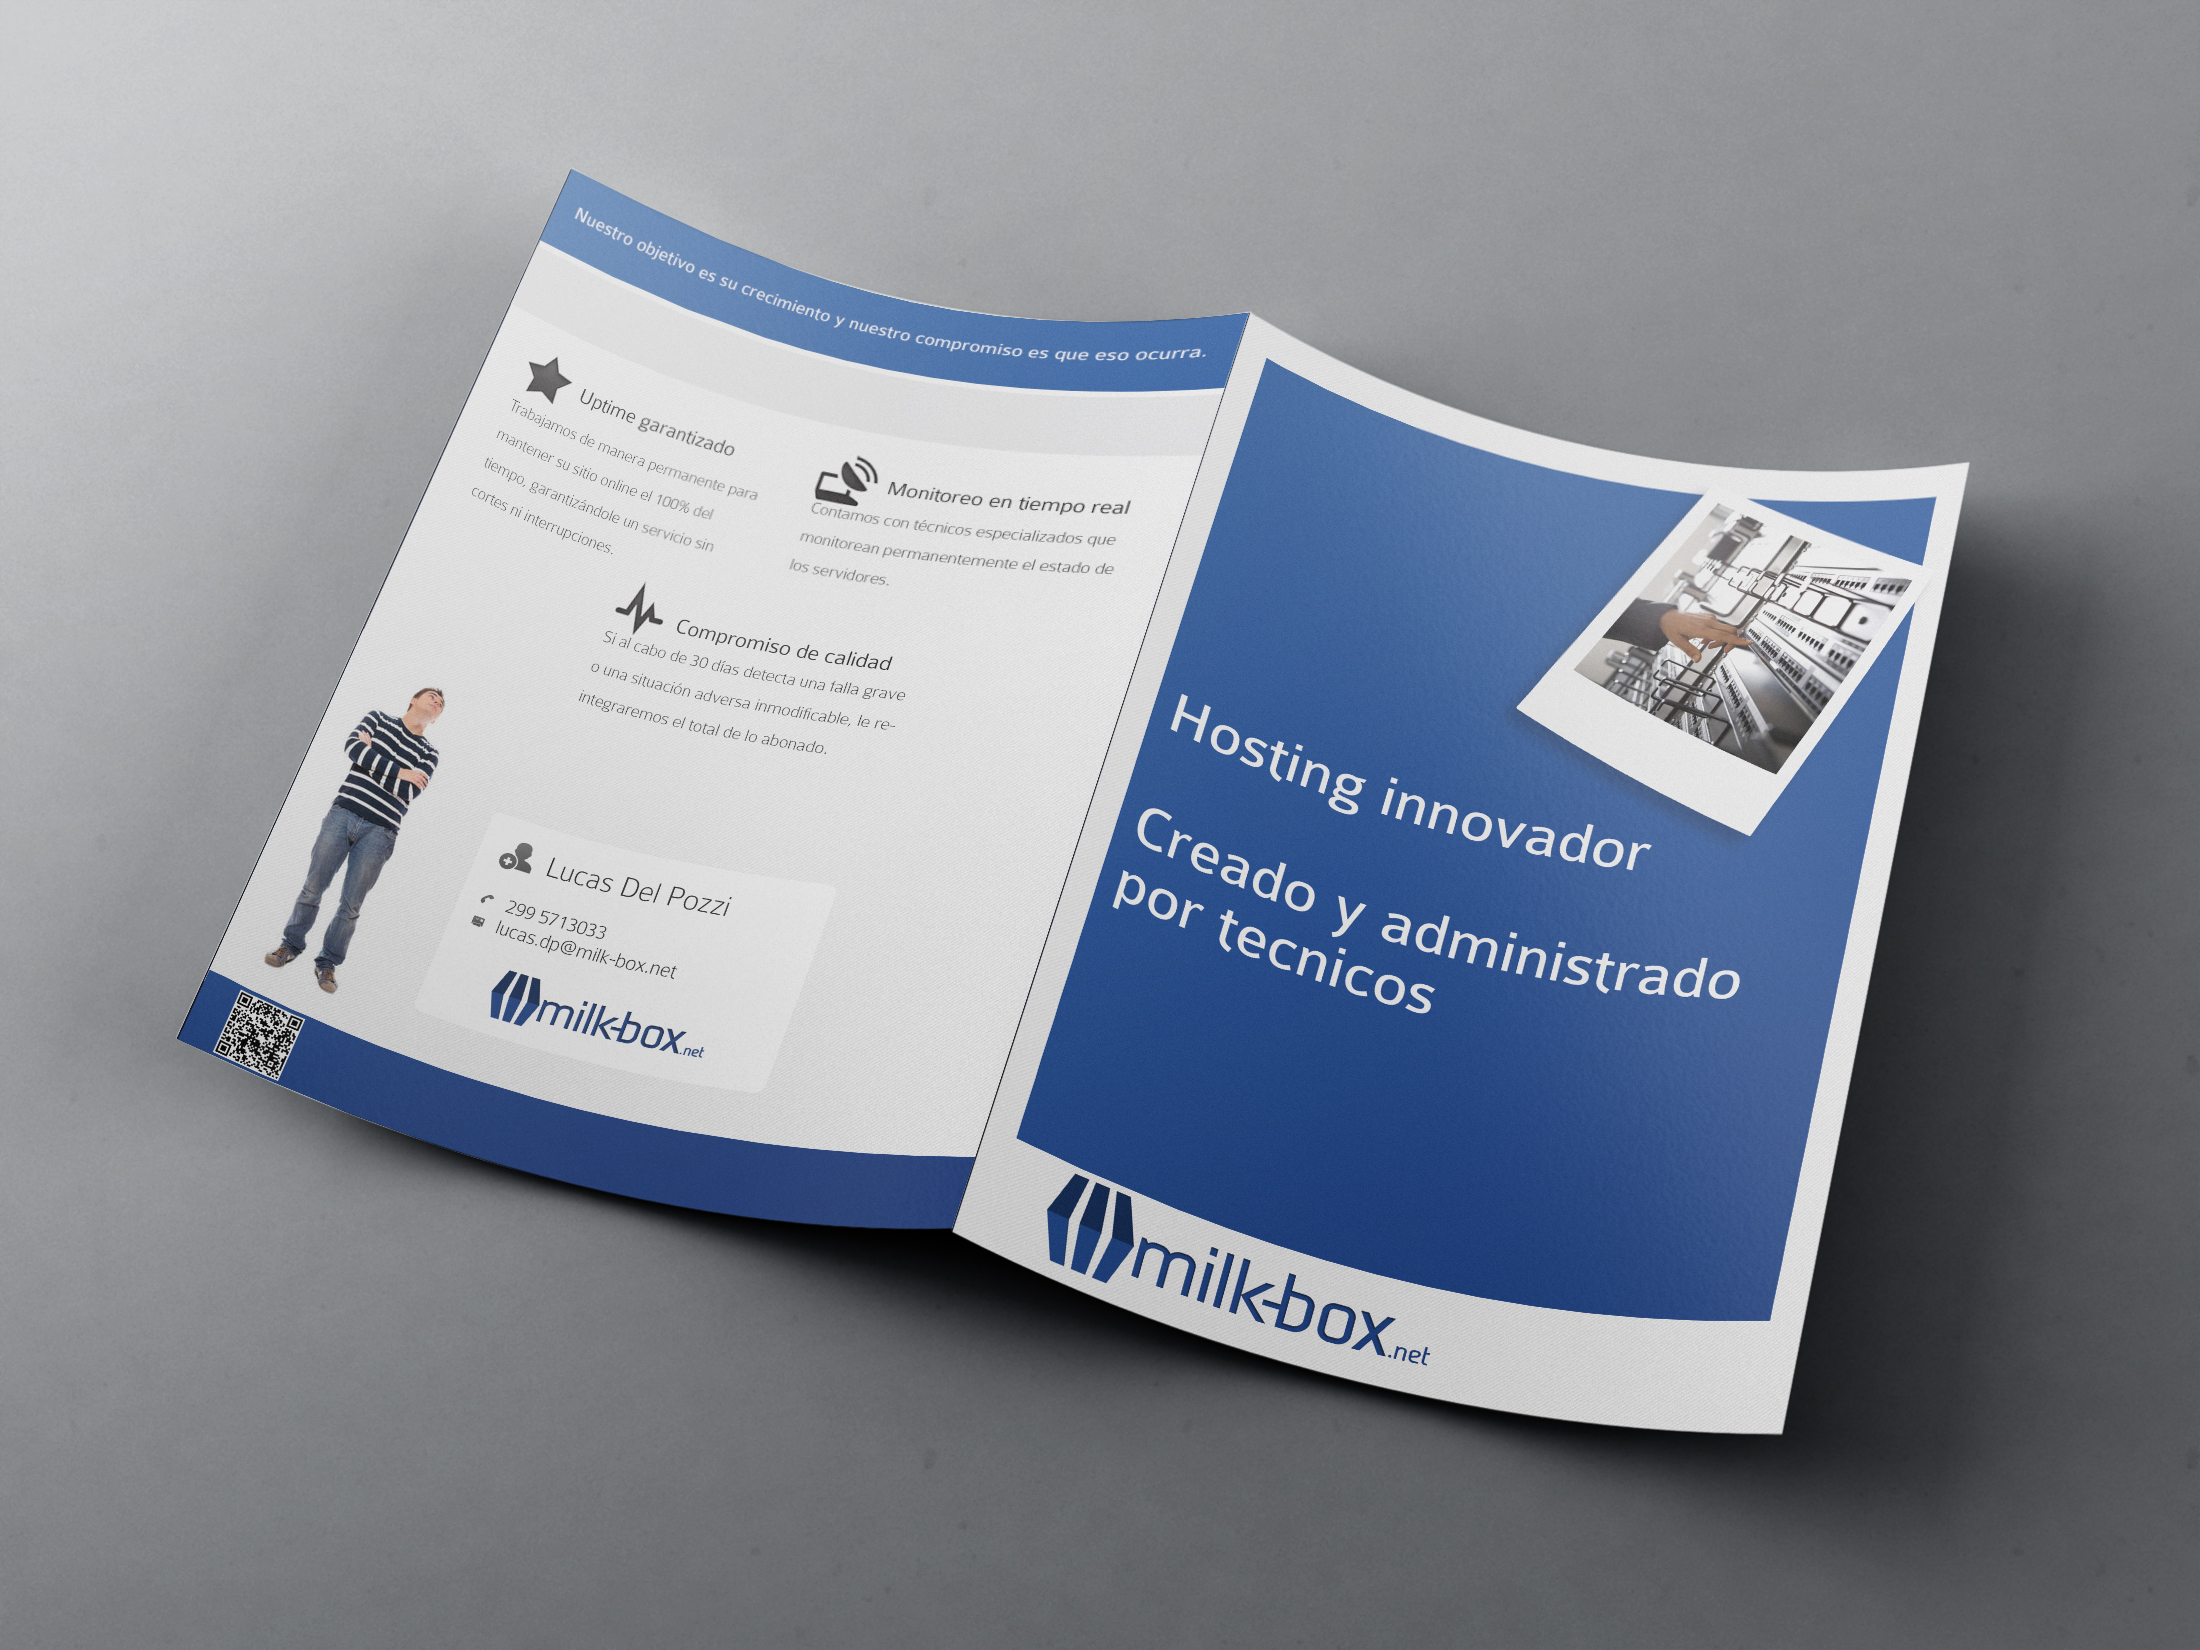 Nuestro objetivo es su crecimiento y nuestro compromiso es que eso ocurra.
Uptime garantizado
Trabajamos de manera permanente para
mantener su sitio online el 100% del
tiempo, garantizándole un servicio sin
cortes ni interrupciones.
Monitoreo en tiempo real
Contamos con técnicos especializados que
monitorean permanentemente el estado de
los servidores.
Compromiso de calidad
Si al cabo de 30 días detecta una falla grave
o una situación adversa inmodificable, le re-
integraremos el total de lo abonado.
Lucas Del Pozzi
299 5713033
lucas.dp@milk-box.net
milk-box.net
Hosting innovador
Creado y administrado
por tecnicos
milk-box.net